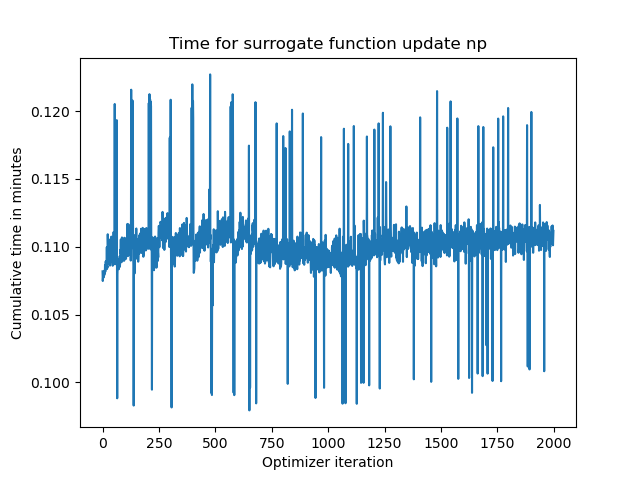 Time for surrogate function update np
Cumulative time in minutes
0.120
0.115
0.110
0.105
0.100
0 250 500 750 1000 1250 1500 1750 2000
Optimizer iteration